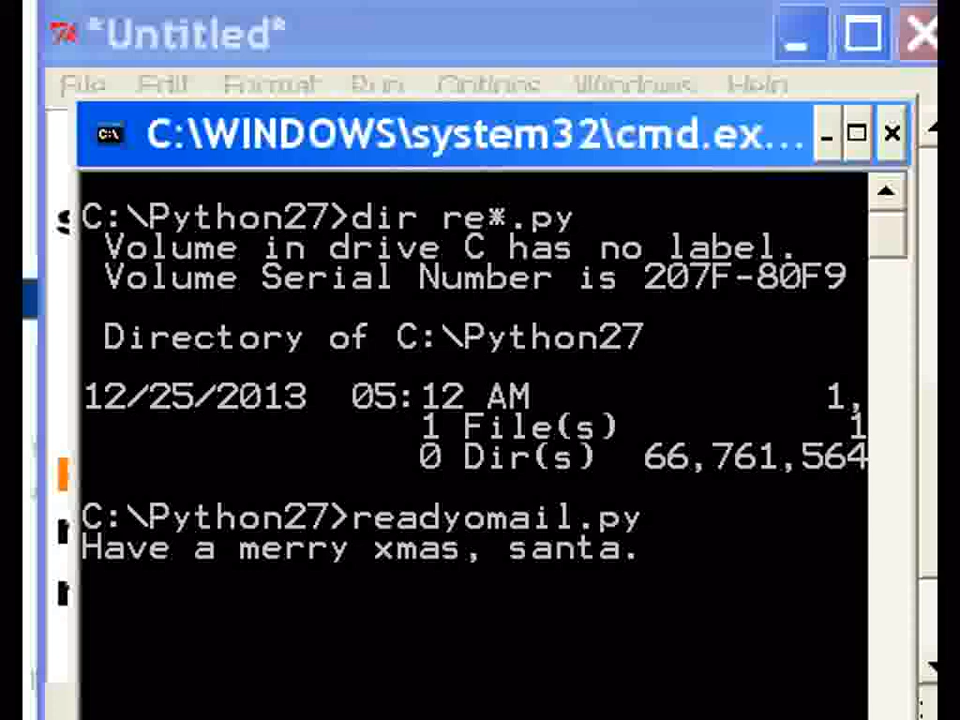 *Untitled*
File Edit Format Run Options Windows Help
C:\WINDOWS\system32\cmd.ex...
C:\Python27>dir re*.py
Volume in drive C has no label.
Volume Serial Number is 207F-80F9
Directory of C:\Python27
12/25/2013 05:12 AM 1,
1 File(s) 1
0 Dir(s) 66,761,564
C:\Python27>readyomail.py
Have a merry xmas, santa.